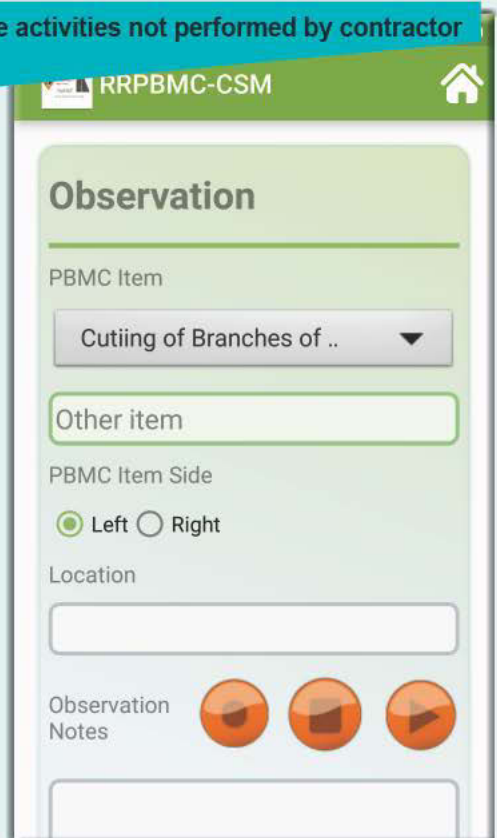 activities not performed by contractor
RRPBMC-CSM
Observation
PBMC Item
Cutiing of Branches of ..
Other item
PBMC Item Side
Left Right
Location
Observation
Notes